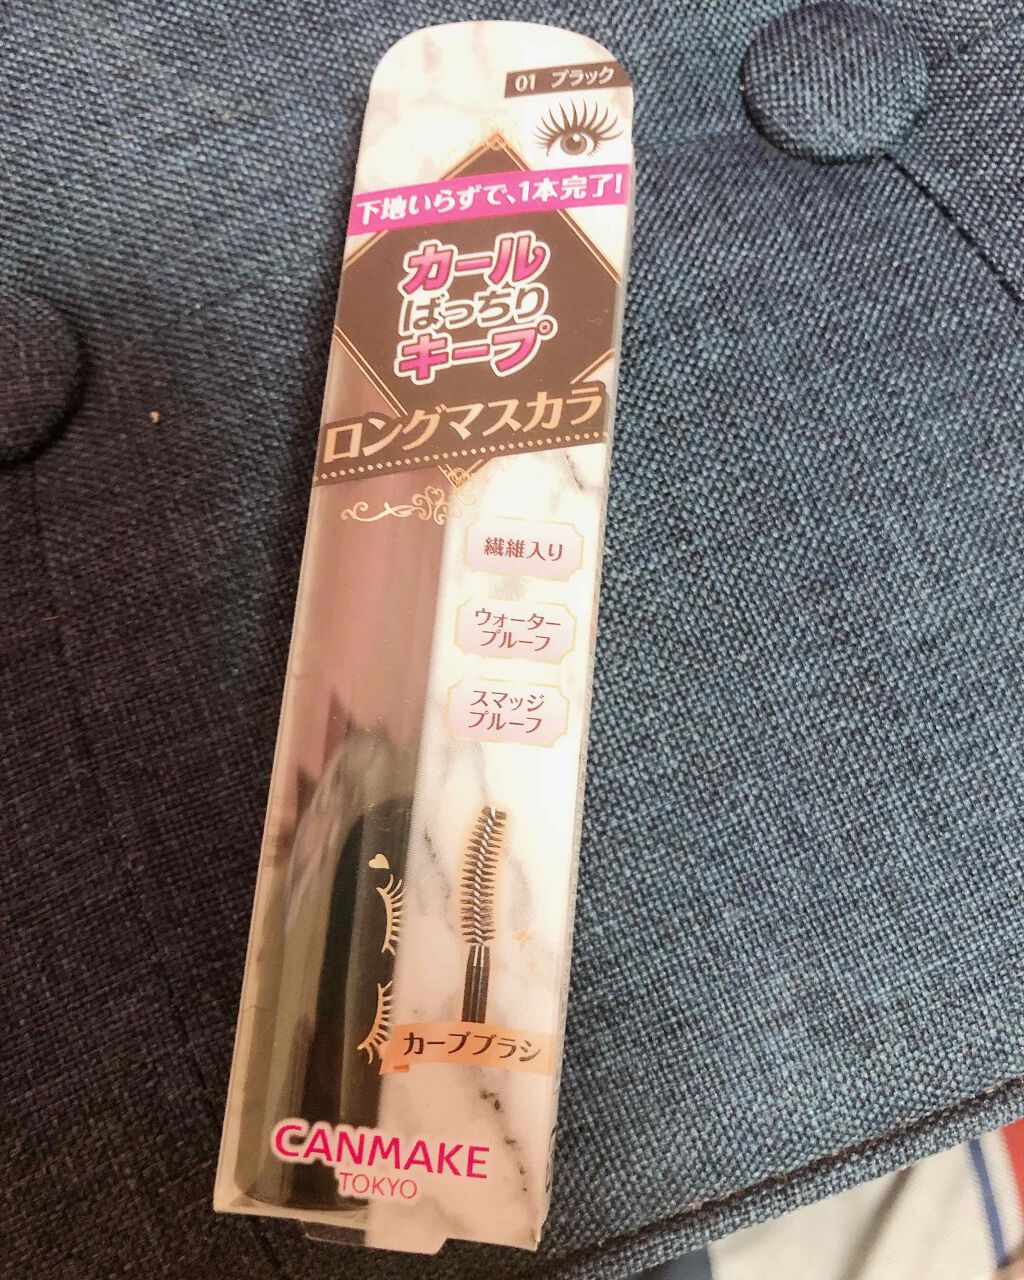 01 ブラック
下地いらずで、1本完了!
カール
ばっちり
キープ
ロングマスカラ
繊維入り
ウォーター
プルーフ
スマッジ
プルーフ
カーブブラシ
CANMAKE
TOKYO